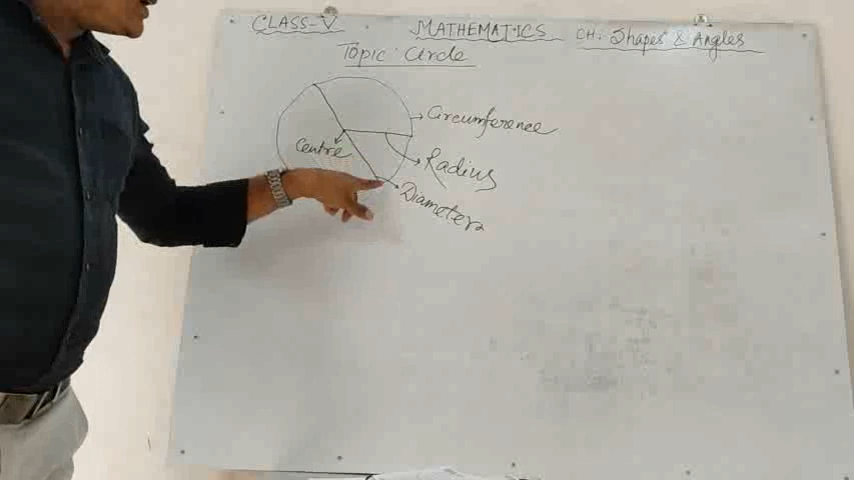 CLASS-V MATHEMATICS CH: Shapes & Angles
Topic: Circle
Circumference
Centre
Radius
Diameter